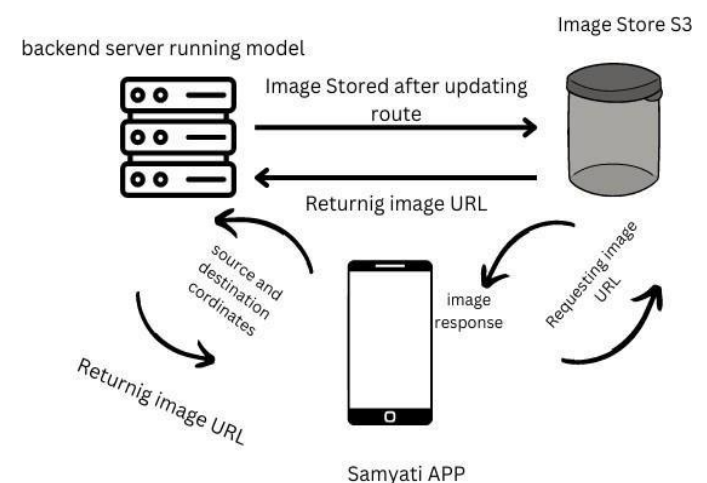 Image Store S3
backend server running model
Image Stored after updating
route
Returnig image URL
source and
destination
cordinates
image
response
Requesting image
URL
Returnig image URL
Samyati APP